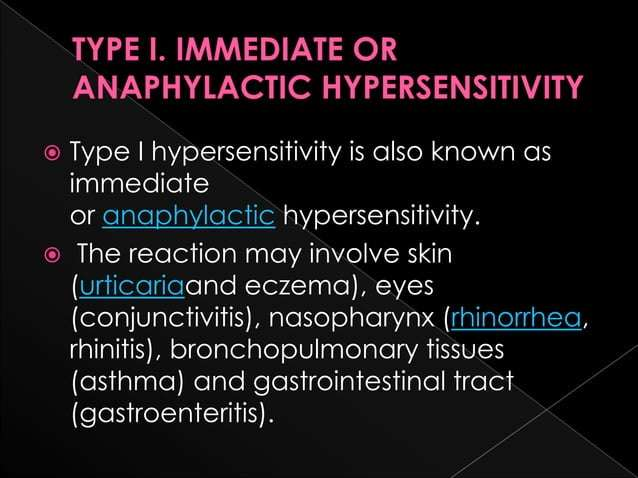 TYPE I. IMMEDIATE OR
ANAPHYLACTIC HYPERSENSITIVITY
Type I hypersensitivity is also known as
immediate
or anaphylactic hypersensitivity.
The reaction may involve skin
(urticariaand eczema), eyes
(conjunctivitis), nasopharynx (rhinorrhea,
rhinitis), bronchopulmonary tissues
(asthma) and gastrointestinal tract
(gastroenteritis).